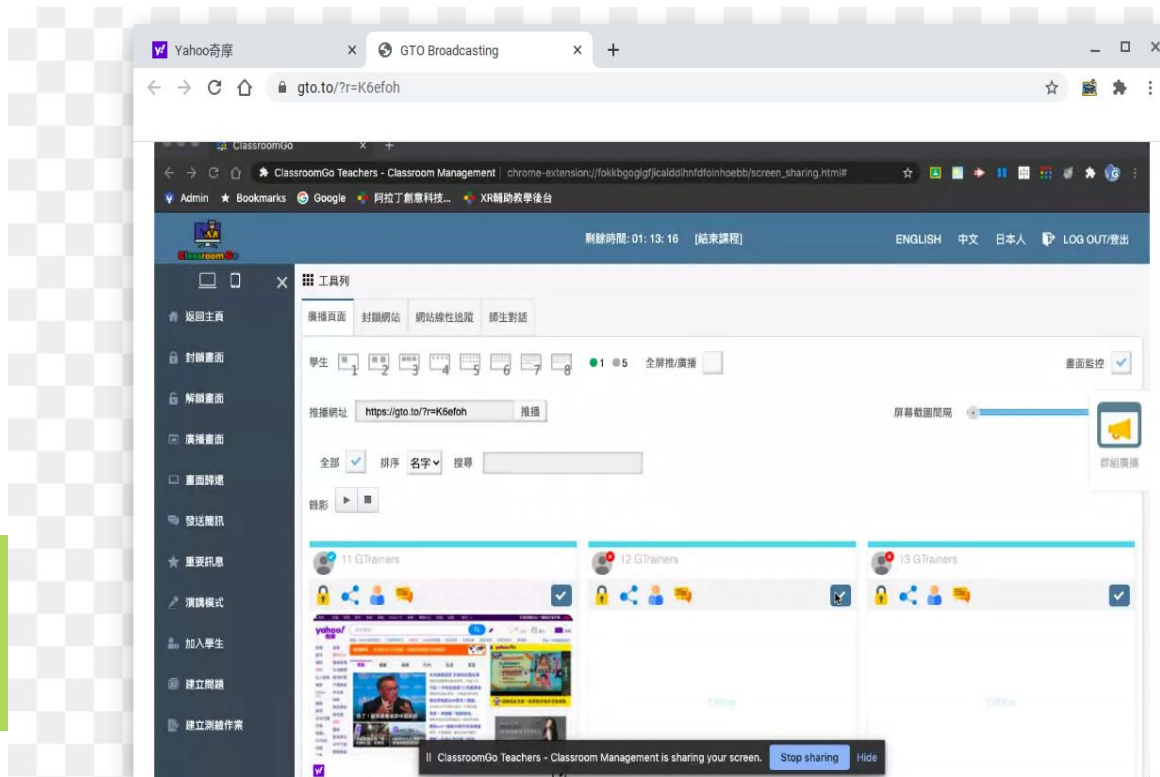 Yahoo奇摩
GTO Broadcasting
gto.to/?r=K6efoh
ClassroomGo
ClassroomGo Teachers - Classroom Management | chrome-extension://fokkbgogigfjicalddihnfdfolnhoebb/screen_sharing.html#
Admin Bookmarks Google 阿拉丁創意科技... XR輔助教學後台
ClassroomGo
剩餘時間: 01: 13: 16 [結束課程]
ENGLISH 中文 日本人 LOG OUT/登出
工具列
返回主頁
封鎖畫面
解鎖畫面
廣播畫面
畫面歸還
發送簡訊
重要訊息
演講模式
加入學生
建立問題
建立測驗作業
廣播頁面 封鎖網站 網站線性追蹤 師生對話
學生 1 2 3 4 5 6 7 8 1 5 全屏推/廣播
畫面監控
推播網址 https://gto.to/?r=K6efoh 推播
屏幕截圖間隔
群組廣播
全部 排序 名字 搜尋
錄影
11 GTrainers
12 GTrainers
13 GTrainers
yahoo!
Offline
Offline
ClassroomGo Teachers - Classroom Management is sharing your screen. Stop sharing Hide